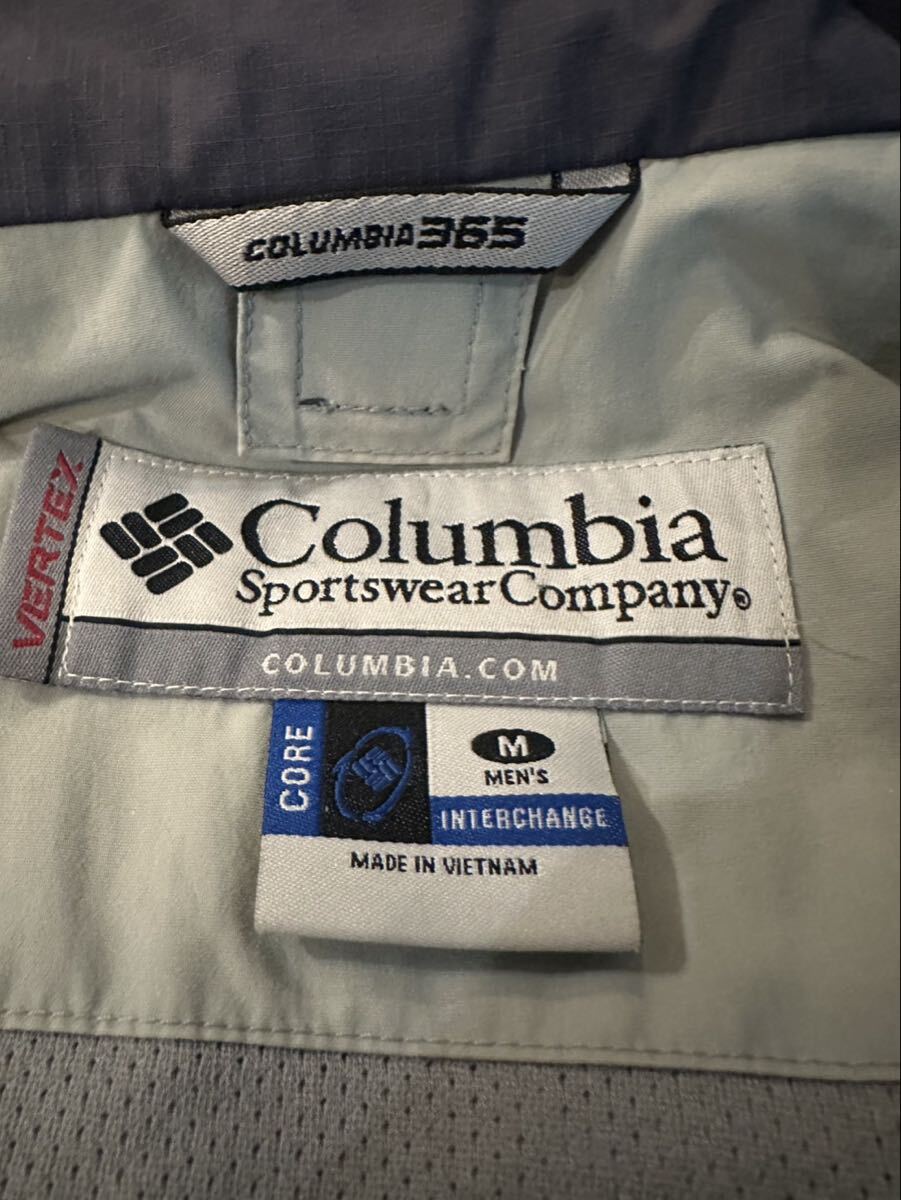 COLUMBIA365
VERTEX
Columbia
Sportswear Company®
COLUMBIA.COM
CORE
M
MEN'S
INTERCHANGE
MADE IN VIETNAM